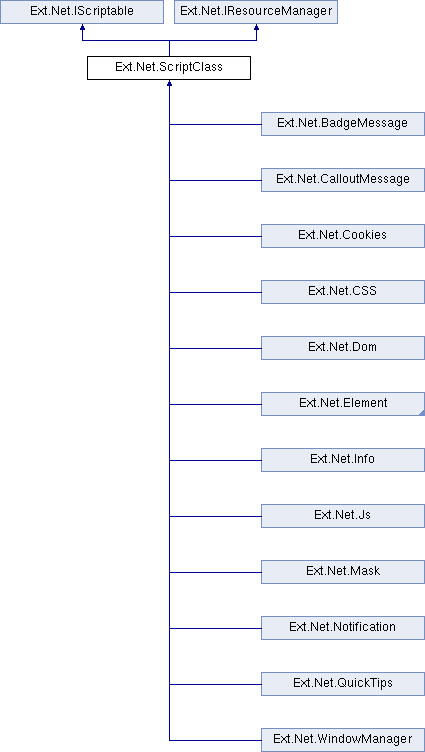 Ext.Net.IScriptable
Ext.Net.IResourceManager
Ext.Net.ScriptClass
Ext.Net.BadgeMessage
Ext.Net.CalloutMessage
Ext.Net.Cookies
Ext.Net.CSS
Ext.Net.Dom
Ext.Net.Element
Ext.Net.Info
Ext.Net.Js
Ext.Net.Mask
Ext.Net.Notification
Ext.Net.QuickTips
Ext.Net.WindowManager